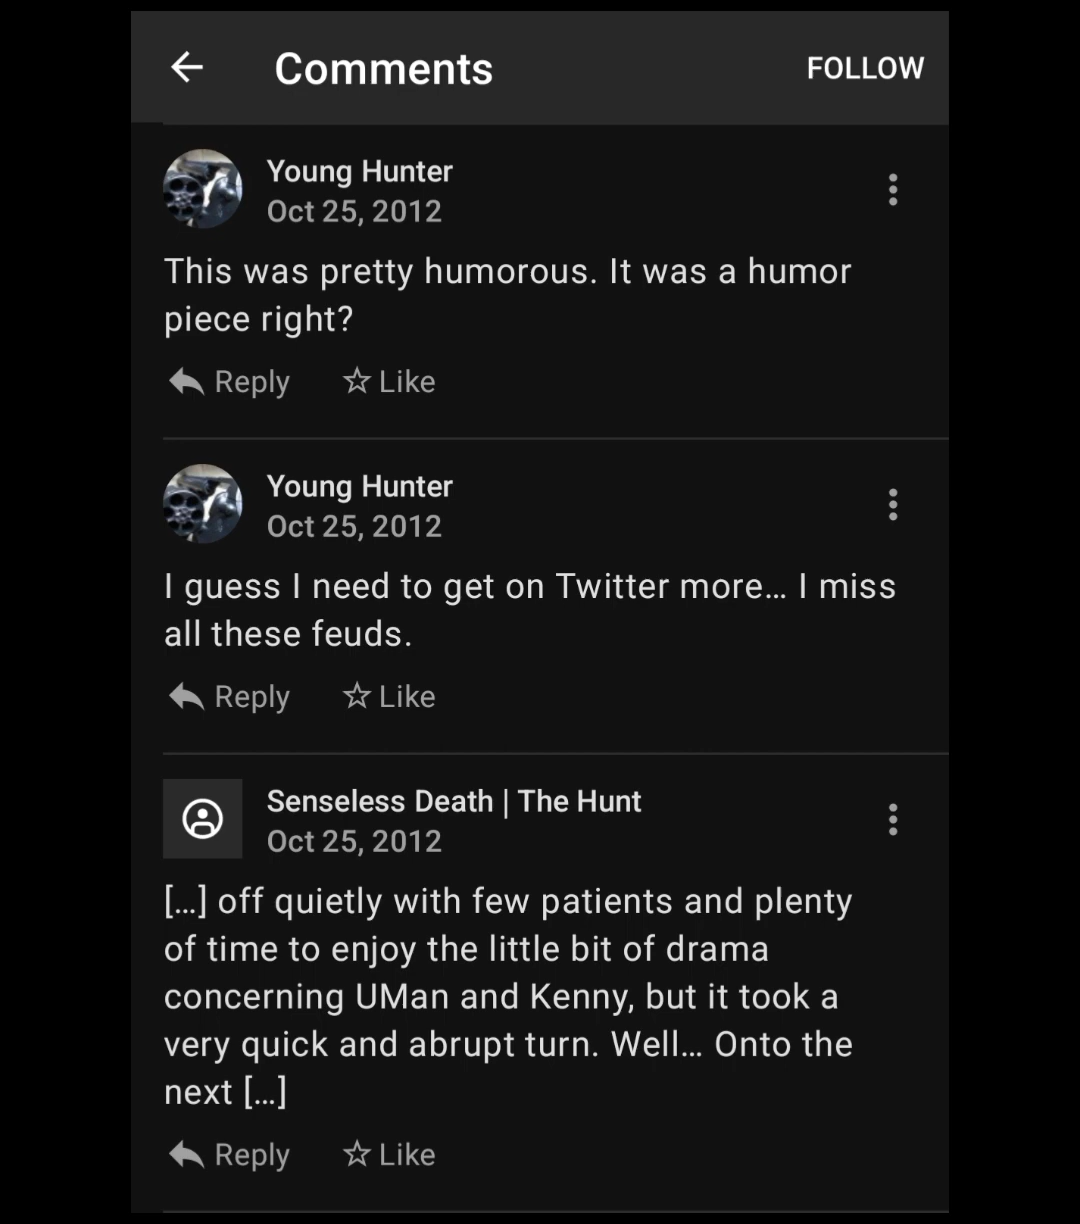 Comments
FOLLOW
Young Hunter
Oct 25, 2012
This was pretty humorous. It was a humor
piece right?
Reply
Like
Young Hunter
Oct 25, 2012
I guess I need to get on Twitter more… I miss
all these feuds.
Reply
Like
Senseless Death | The Hunt
Oct 25, 2012
[…] off quietly with few patients and plenty
of time to enjoy the little bit of drama
concerning UMan and Kenny, but it took a
very quick and abrupt turn. Well… Onto the
next […]
Reply
Like